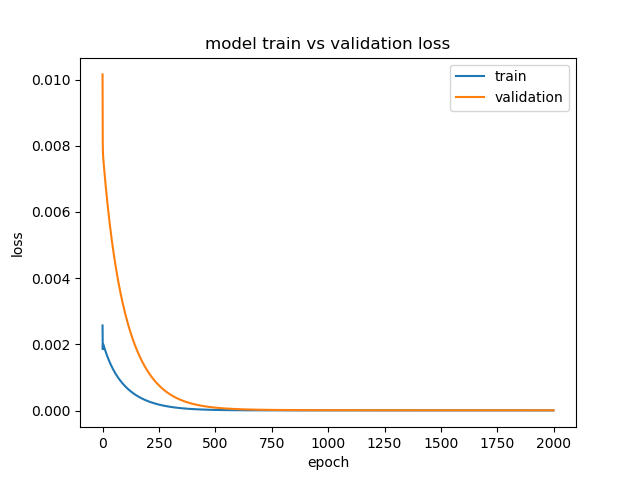 model train vs validation loss
train
validation
0.010
0.008
0.006
0.004
0.002
0.000
loss
0 250 500 750 1000 1250 1500 1750 2000
epoch